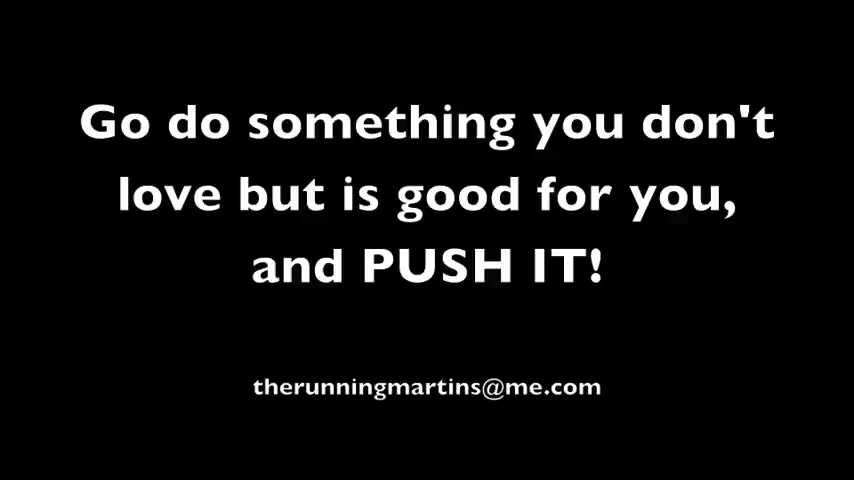 Go do something you don't
love but is good for you,
and PUSH IT!
therunningmartins@me.com